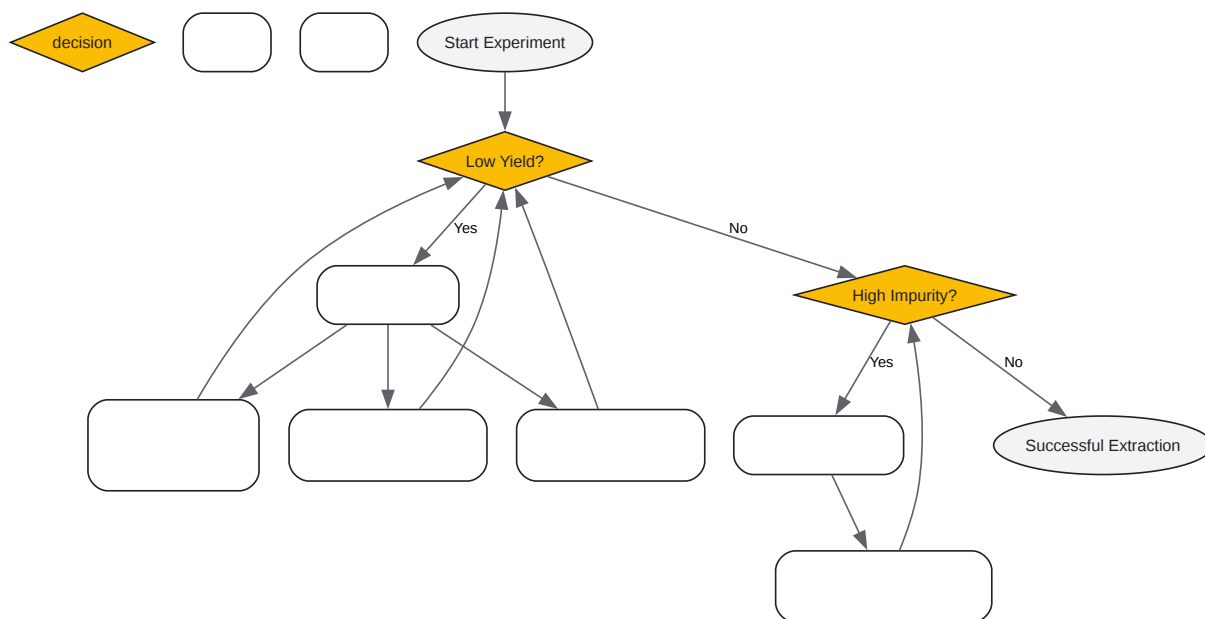 decision
Start Experiment
Low Yield?
Yes
No
High Impurity?
Yes
No
Successful Extraction